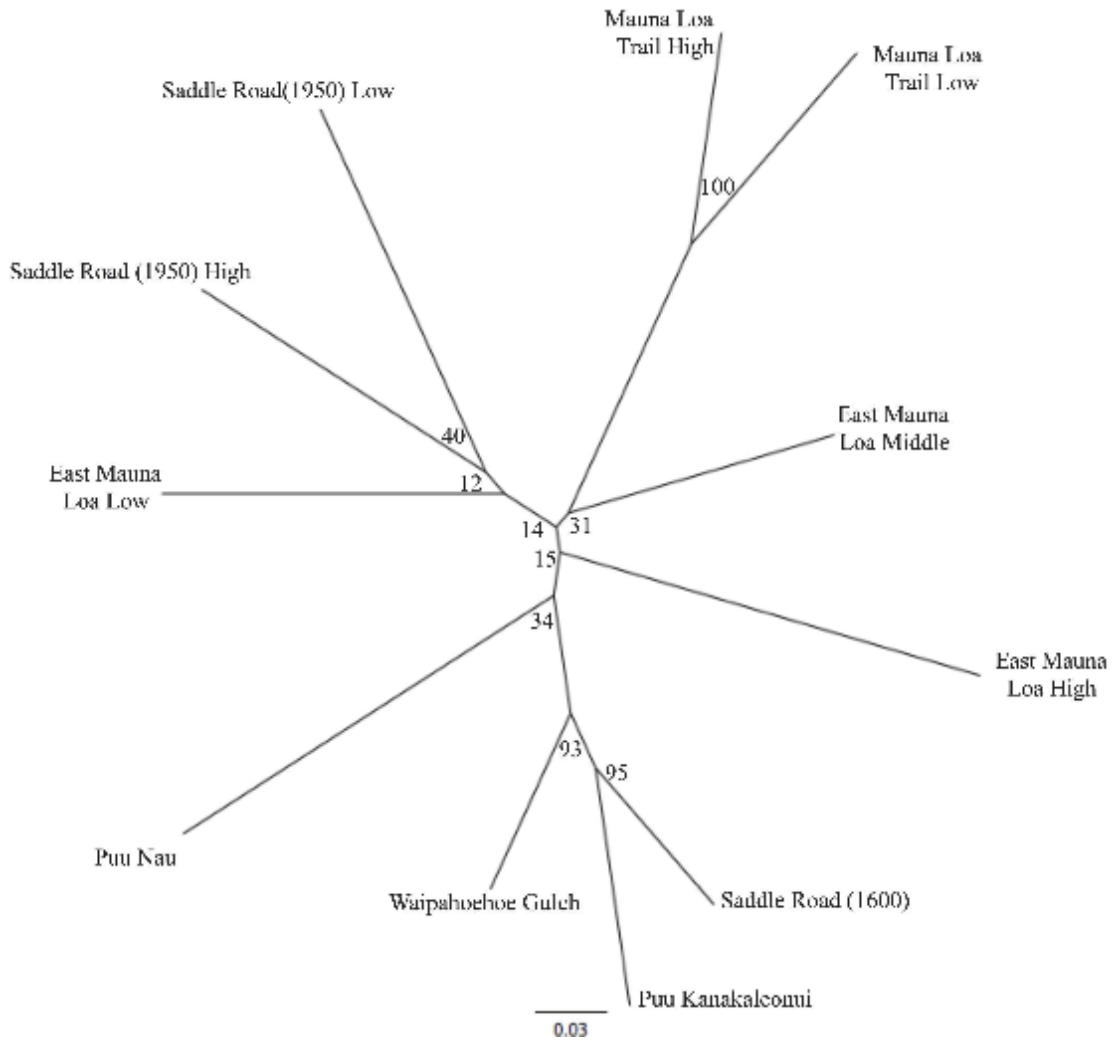 Mauna Loa
Trail High
Mauna Loa
Trail Low
Saddle Road(1950) Low
100
Saddle Road (1950) High
East Mauna
Loa Middle
40
East Mauna
Loa Low
12
14
31
15
34
East Mauna
Loa High
93
95
Puu Nau
Waipahoehoe Gulch
Saddle Road (1600)
Puu Kanakaleonui
0.03